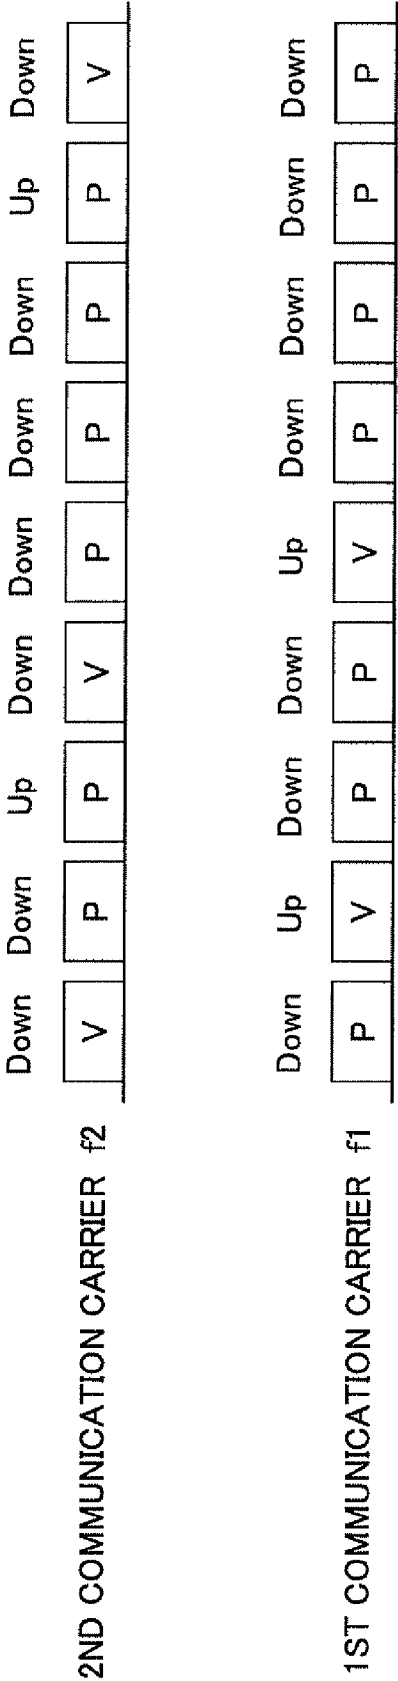 Down Down Up Down Down Down Down Up Down
2ND COMMUNICATION CARRIER f2 V P P V P P P P V
Down Up Down Down Up Down Down Down Down
1ST COMMUNICATION CARRIER f1 P V P P V P P P P